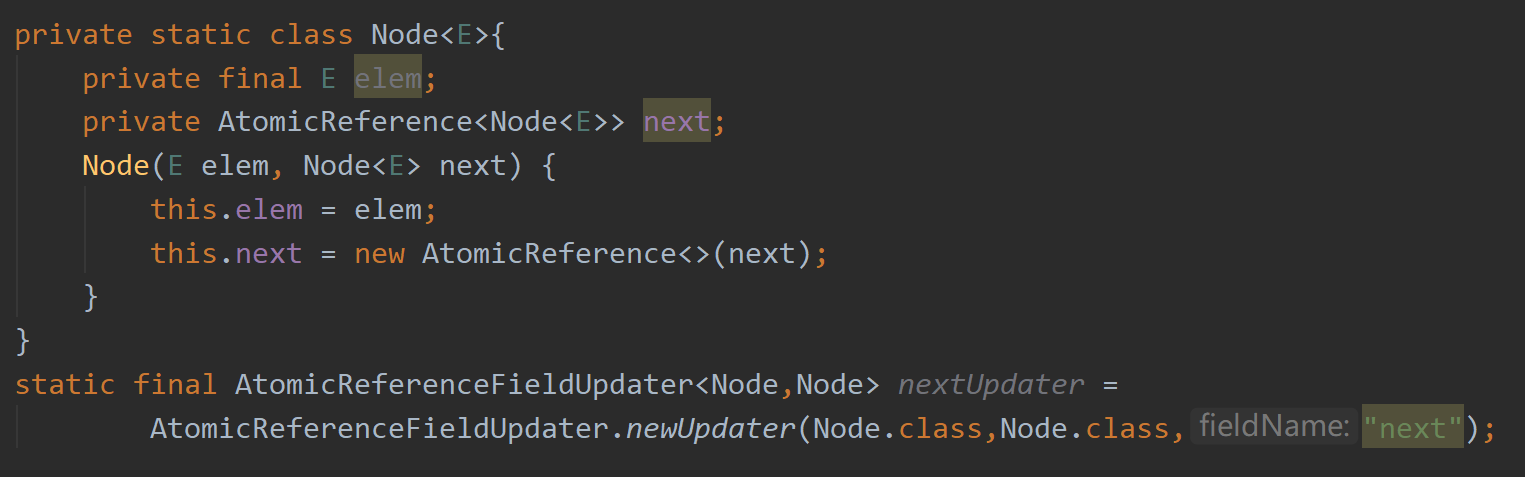 private static class Node<E>{
    private final E elem;
    private AtomicReference<Node<E>> next;
    Node(E elem, Node<E> next) {
        this.elem = elem;
        this.next = new AtomicReference<>(next);
    }
}
static final AtomicReferenceFieldUpdater<Node,Node> nextUpdater =
        AtomicReferenceFieldUpdater.newUpdater(Node.class,Node.class, fieldName: "next");